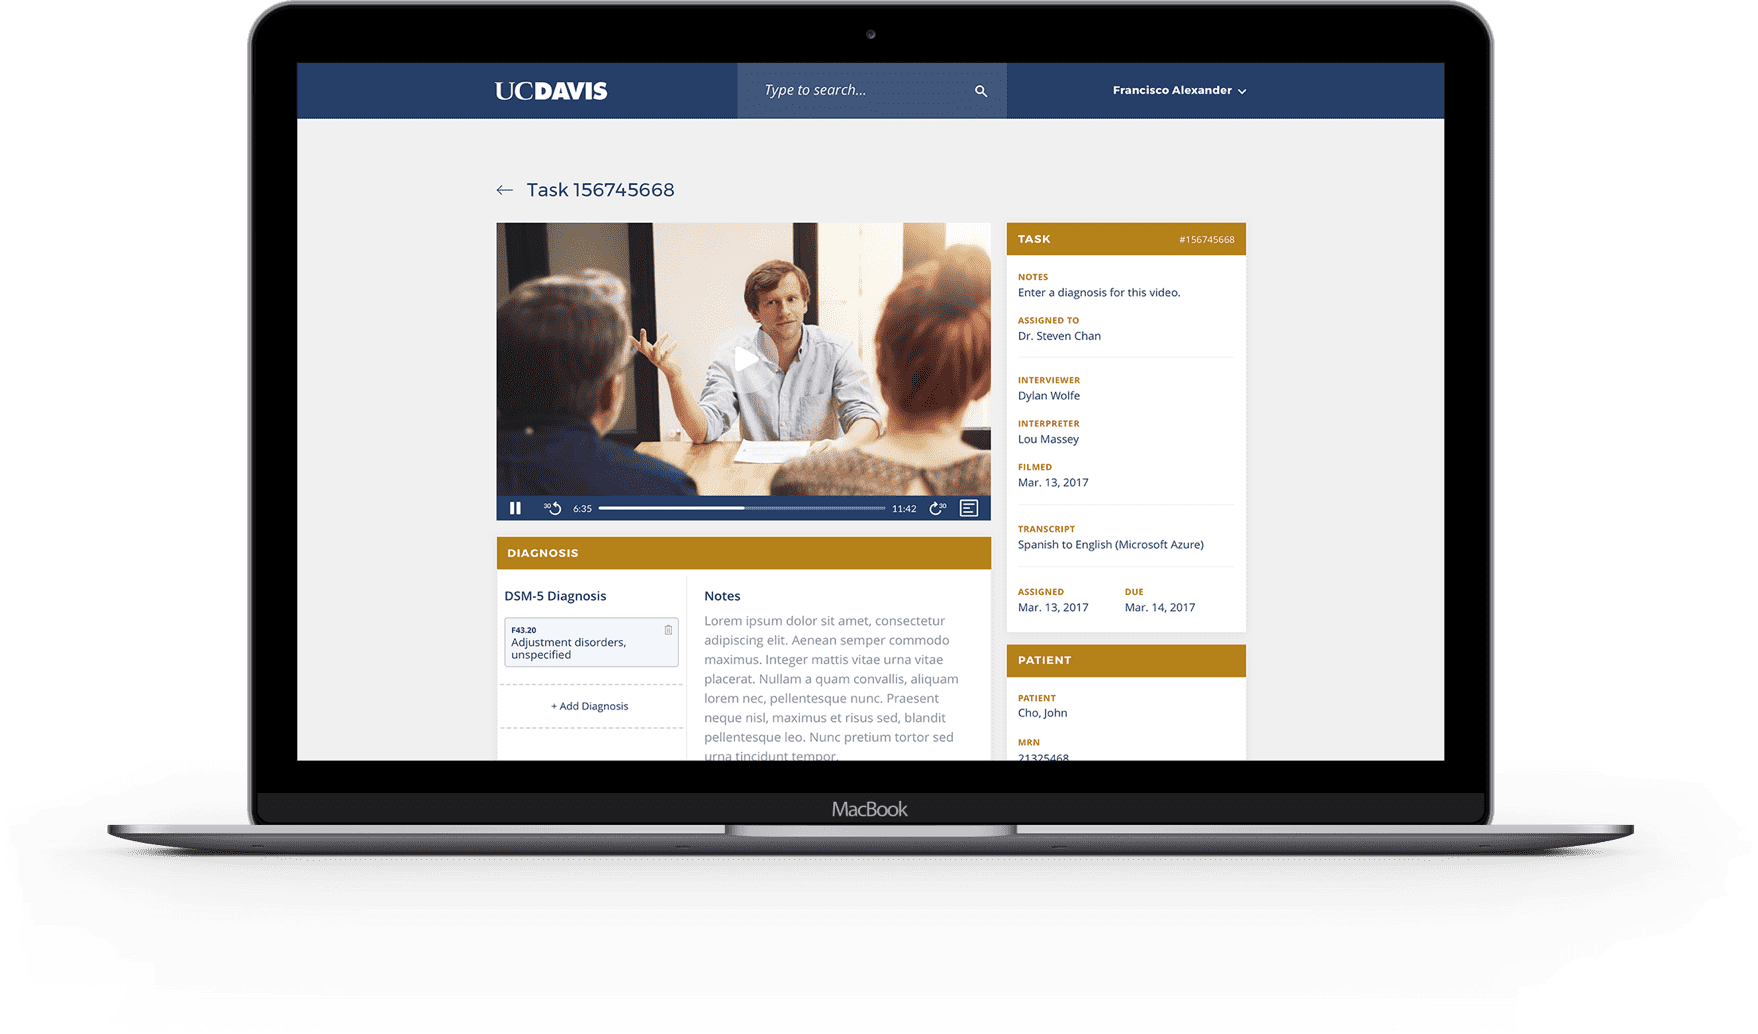 UCDAVIS
Type to search...
Francisco Alexander
Task 156745668
30
6:35
11:42
30
DIAGNOSIS
DSM-5 Diagnosis
F43.20
Adjustment disorders,
unspecified
+ Add Diagnosis
Notes
Lorem ipsum dolor sit amet, consectetur
adipiscing elit. Aenean semper commodo
maximus. Integer mattis vitae urna vitae
placerat. Nullam a quam convallis, aliquam
lorem nec, pellentesque nunc. Praesent
neque nisl, maximus et risus sed, blandit
pellentesque leo. Nunc pretium tortor sed
urna tincidunt tempor.
TASK
#156745668
NOTES
Enter a diagnosis for this video.
ASSIGNED TO
Dr. Steven Chan
INTERVIEWER
Dylan Wolfe
INTERPRETER
Lou Massey
FILMED
Mar. 13, 2017
TRANSCRIPT
Spanish to English (Microsoft Azure)
ASSIGNED
Mar. 13, 2017
DUE
Mar. 14, 2017
PATIENT
PATIENT
Cho, John
MRN
21325468
MacBook